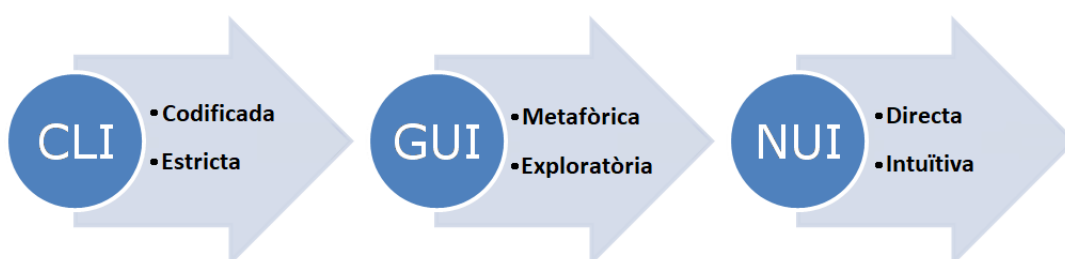 CLI
• Codificada
• Estricta
GUI
• Metafòrica
• Exploratòria
NUI
• Directa
• Intuïtiva